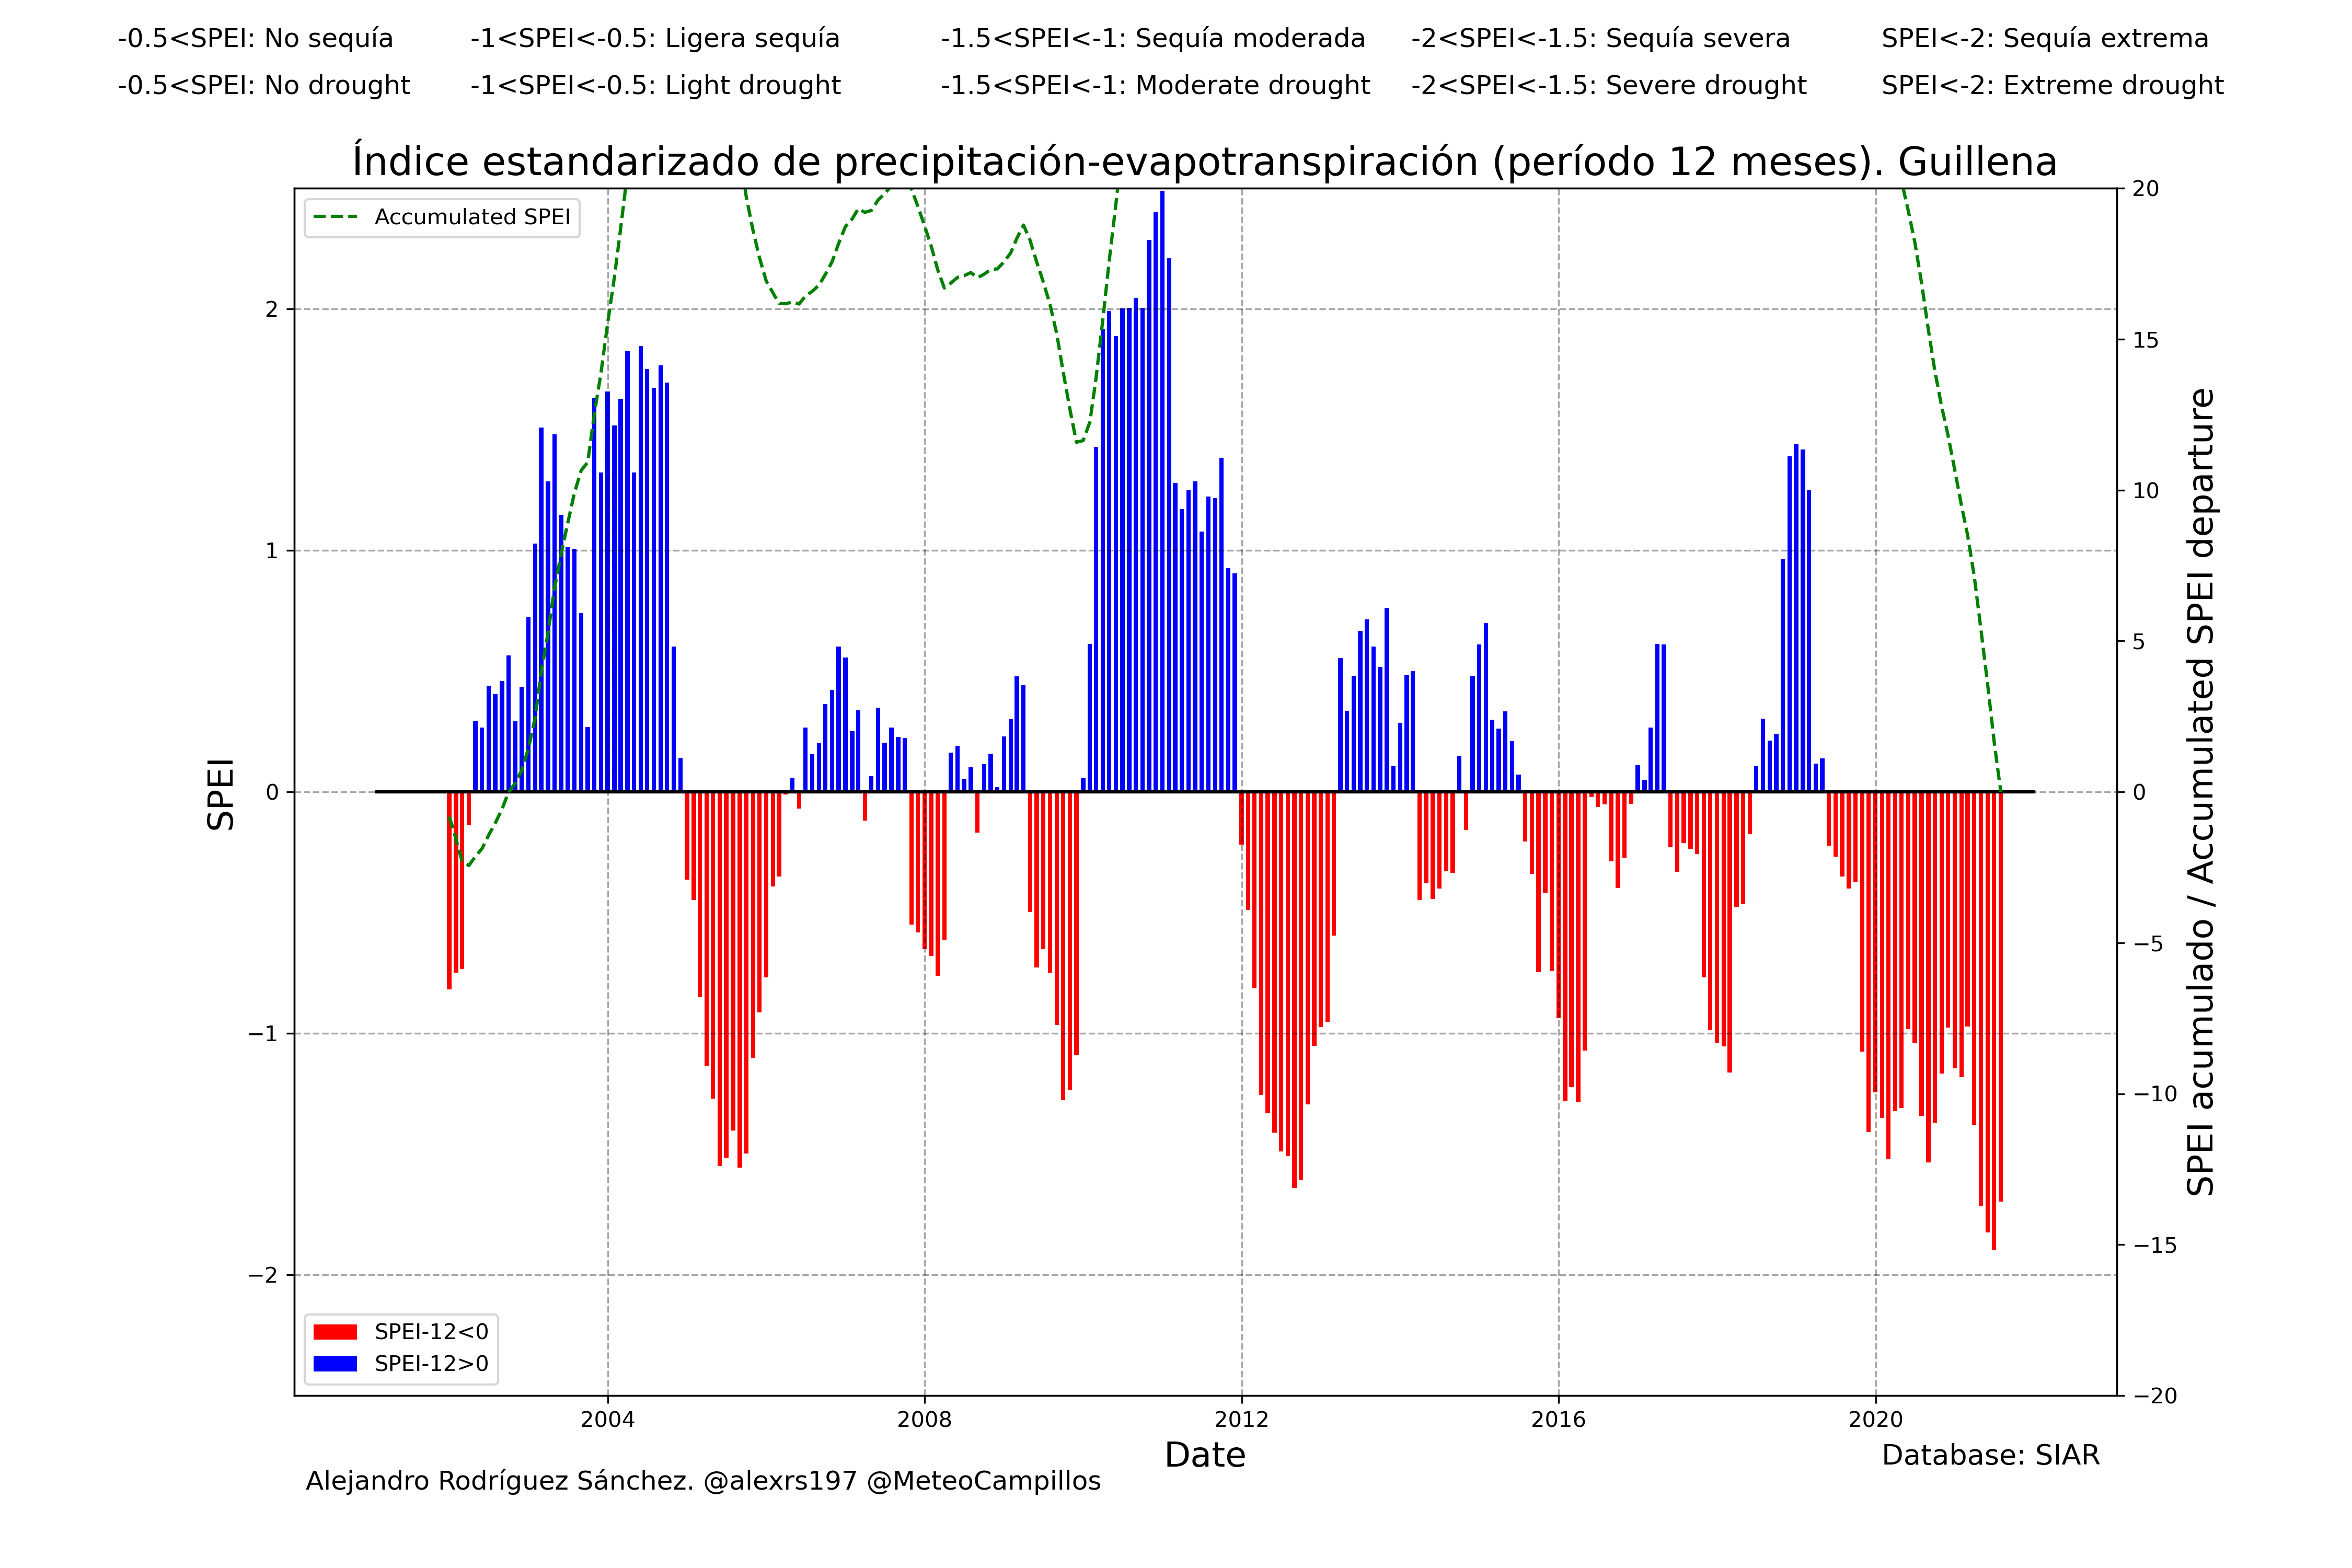 -0.5<SPEI: No sequía -1<SPEI<-0.5: Ligera sequía -1.5<SPEI<-1: Sequía moderada -2<SPEI<-1.5: Sequía severa SPEI<-2: Sequía extrema
-0.5<SPEI: No drought -1<SPEI<-0.5: Light drought -1.5<SPEI<-1: Moderate drought -2<SPEI<-1.5: Severe drought SPEI<-2: Extreme drought
Índice estandarizado de precipitación-evapotranspiración (período 12 meses). Guillena
Accumulated SPEI
SPEI
2
1
0
−1
−2
20
15
10
5
0
−5
−10
−15
−20
SPEI acumulado / Accumulated SPEI departure
SPEI-12<0
SPEI-12>0
2004 2008 2012 2016 2020
Date
Database: SIAR
Alejandro Rodríguez Sánchez. @alexrs197 @MeteoCampillos